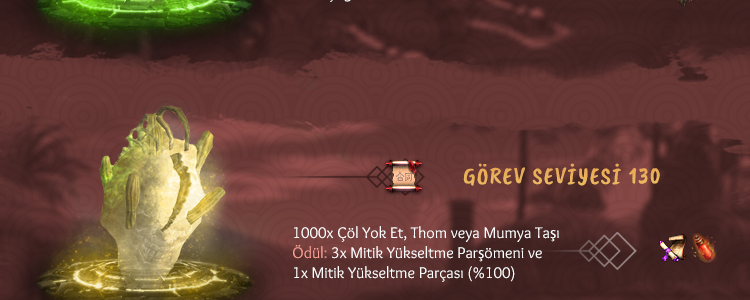 GÖREV SEVİYESİ 130
1000x Çöl Yok Et, Thom veya Mumya Taşı
Ödül: 3x Mitik Yükseltme Parşömeni ve
1x Mitik Yükseltme Parçası (%100)